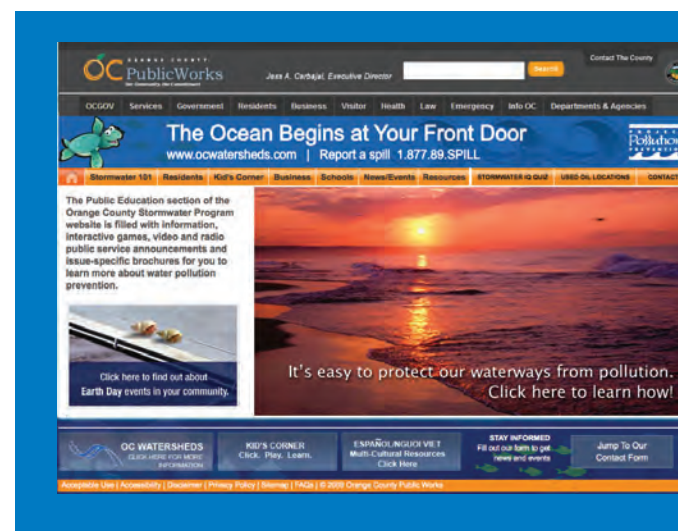 ORANGE COUNTY
OC PublicWorks
Our Community, Our Commitment
Jess A. Carbajal, Executive Director
Search
Contact The County
OCGOV Services Government Residents Business Visitor Health Law Emergency Info OC Departments & Agencies
The Ocean Begins at Your Front Door
www.ocwatersheds.com | Report a spill 1.877.89.SPILL
PROJECT
Pollution
PREVENTION
Stormwater 101 Residents Kid's Corner Business Schools News/Events Resources STORMWATER IQ QUIZ USED OIL LOCATIONS CONTACT
The Public Education section of the
Orange County Stormwater Program
website is filled with information,
interactive games, video and radio
public service announcements and
issue-specific brochures for you to
learn more about water pollution
prevention.
Click here to find out about
Earth Day events in your community.
It's easy to protect our waterways from pollution.
Click here to learn how!
OC WATERSHEDS
CLICK HERE FOR MORE
INFORMATION
KID'S CORNER
Click. Play. Learn.
ESPAÑOL/NGUOI VIET
Multi-Cultural Resources
Click Here
STAY INFORMED
Fill out our form to get
news and events
Jump To Our
Contact Form
Acceptable Use | Accessibility | Disclaimer | Privacy Policy | Sitemap | FAQs | © 2009 Orange County Public Works